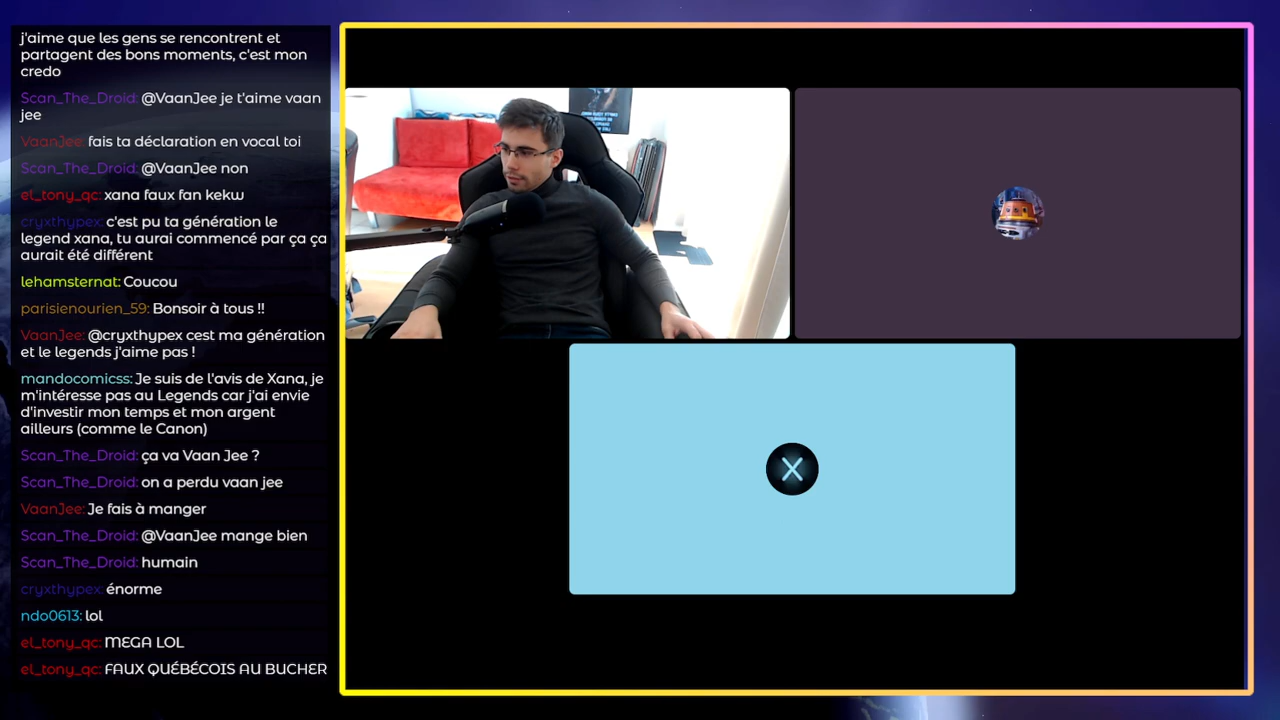 j'aime que les gens se rencontrent et
partagent des bons moments, c'est mon
credo
Scan_The_Droid: @VaanJee je t'aime vaan
jee
VaanJee: fais ta déclaration en vocal toi
Scan_The_Droid: @VaanJee non
el_tony_qc: xana faux fan kekw
cryxthypex: c'est pu ta génération le
legend xana, tu aurai commencé par ça ça
aurait été différent
lehamsternat: Coucou
parisienourien_59: Bonsoir à tous !!
VaanJee: @cryxthypex cest ma génération
et le legends j'aime pas !
mandocomicss: Je suis de l'avis de Xana, je
m'intéresse pas au Legends car j'ai envie
d'investir mon temps et mon argent
ailleurs (comme le Canon)
Scan_The_Droid: ça va Vaan Jee ?
Scan_The_Droid: on a perdu vaan jee
VaanJee: Je fais à manger
Scan_The_Droid: @VaanJee mange bien
Scan_The_Droid: humain
cryxthypex: énorme
ndo0613: lol
el_tony_qc: MEGA LOL
el_tony_qc: FAUX QUÉBÉCOIS AU BUCHER